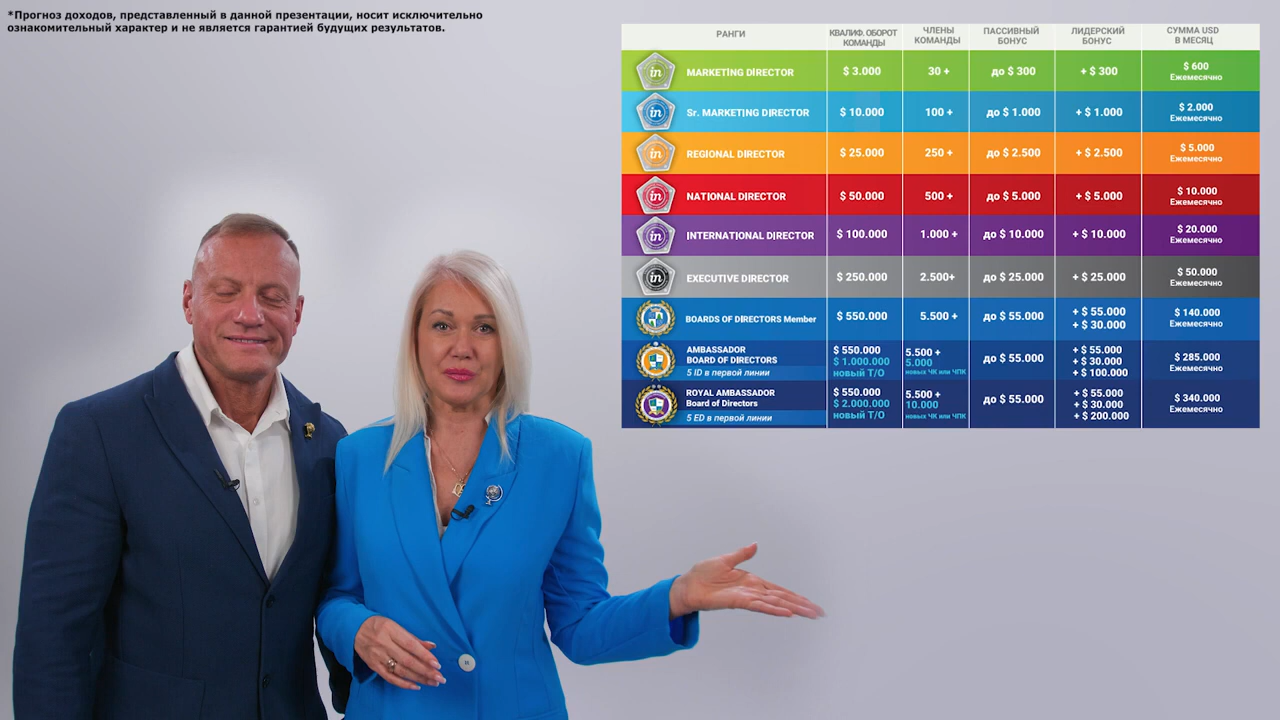 *Прогноз доходов, представленный в данной презентации, носит исключительно
ознакомительный характер и не является гарантией будущих результатов.
РАНГИ КВАЛИФ. ОБОРОТ КОМАНДЫ ЧЛЕНЫ КОМАНДЫ ПАССИВНЫЙ БОНУС ЛИДЕРСКИЙ БОНУС СУММА USD В МЕСЯЦ
in MARKETING DIRECTOR $ 3.000 30 + до $ 300 + $ 300 $ 600 Ежемесячно
in Sr. MARKETING DIRECTOR $ 10.000 100 + до $ 1.000 + $ 1.000 $ 2.000 Ежемесячно
in REGIONAL DIRECTOR $ 25.000 250 + до $ 2.500 + $ 2.500 $ 5.000 Ежемесячно
in NATIONAL DIRECTOR $ 50.000 500 + до $ 5.000 + $ 5.000 $ 10.000 Ежемесячно
in INTERNATIONAL DIRECTOR $ 100.000 1.000 + до $ 10.000 + $ 10.000 $ 20.000 Ежемесячно
in EXECUTIVE DIRECTOR $ 250.000 2.500+ до $ 25.000 + $ 25.000 $ 50.000 Ежемесячно
BOARDS OF DIRECTORS Member $ 550.000 5.500 + до $ 55.000 + $ 55.000 + $ 30.000 $ 140.000 Ежемесячно
AMBASSADOR BOARD OF DIRECTORS 5 ID в первой линии $ 550.000 $ 1.000.000 новый Т/О 5.500 + 5.000 новых ЧК или ЧПК до $ 55.000 + $ 55.000 + $ 30.000 + $ 100.000 $ 285.000 Ежемесячно
ROYAL AMBASSADOR Board of Directors 5 ED в первой линии $ 550.000 $ 2.000.000 новый Т/О 5.500 + 10.000 новых ЧК или ЧПК до $ 55.000 + $ 55.000 + $ 30.000 + $ 200.000 $ 340.000 Ежемесячно